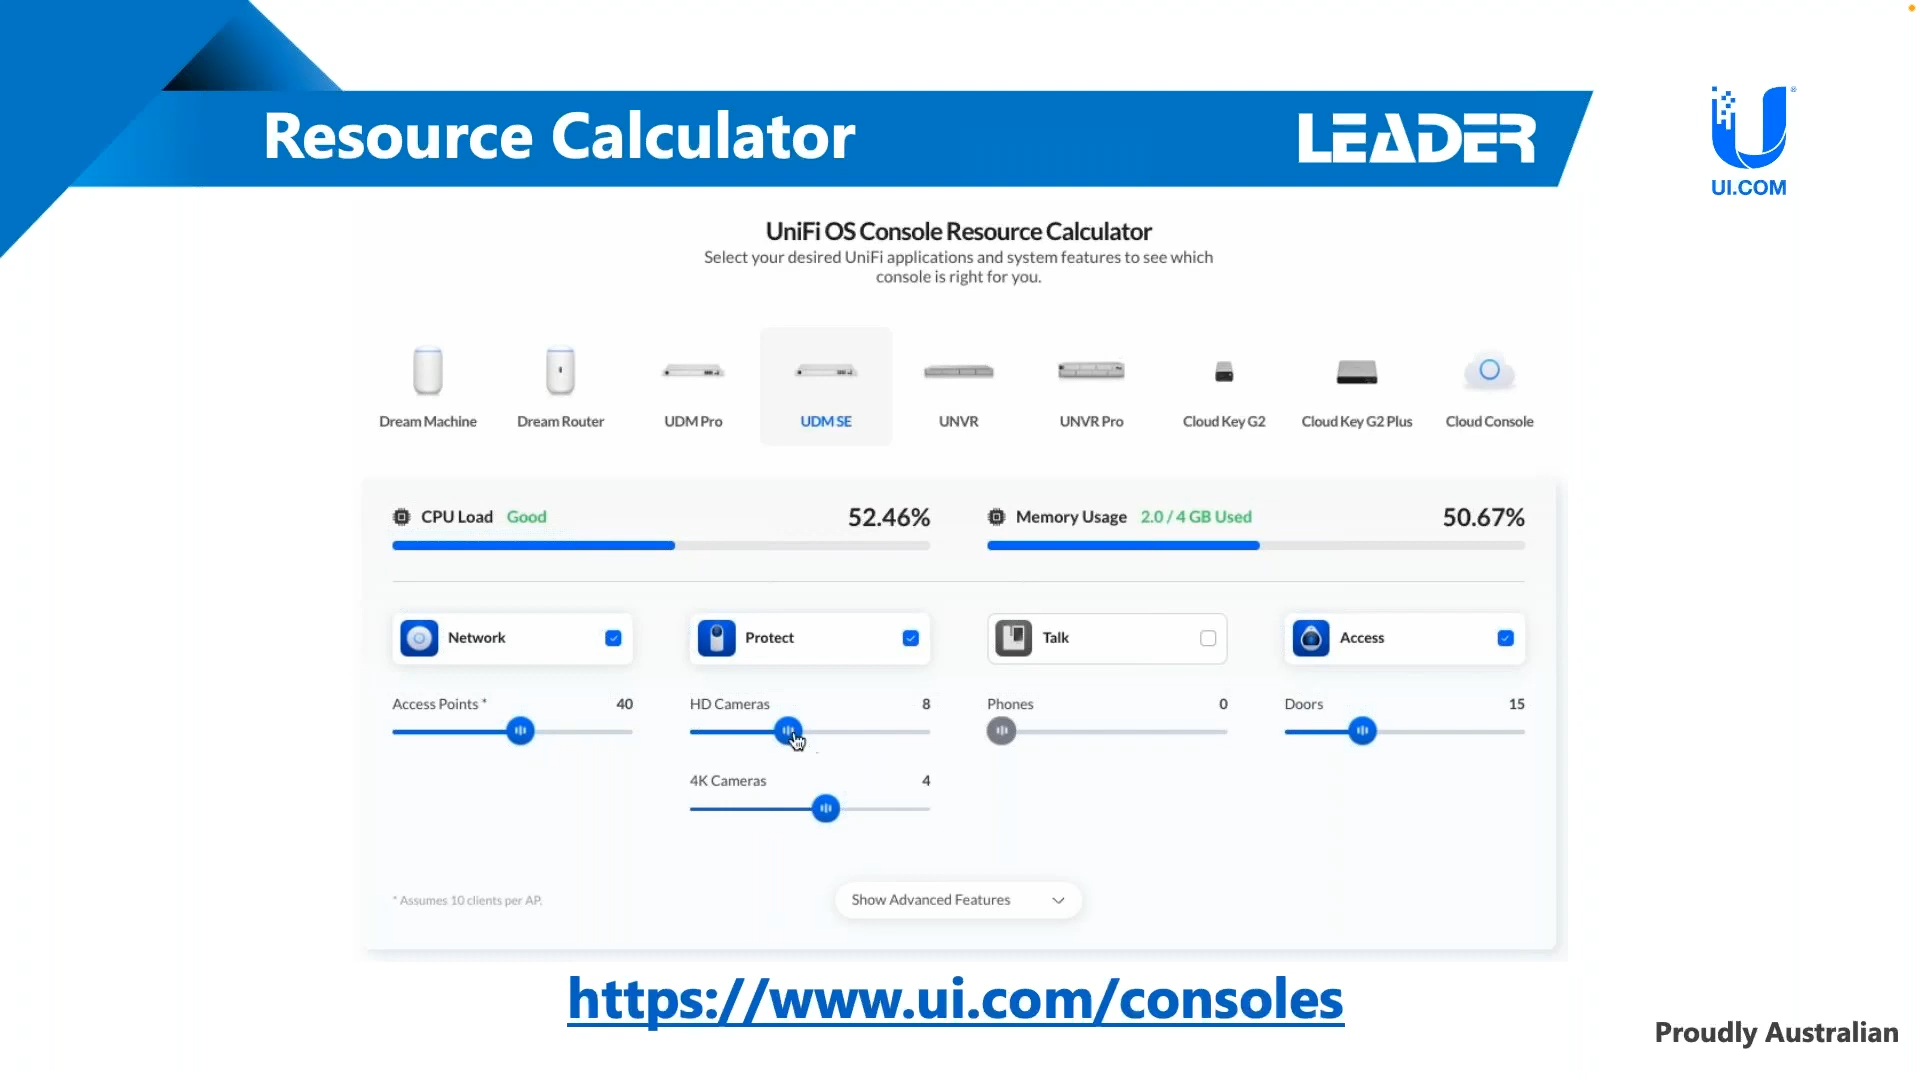 Resource Calculator
LEADER
UI.COM
UniFi OS Console Resource Calculator
Select your desired UniFi applications and system features to see which
console is right for you.
Dream Machine
Dream Router
UDM Pro
UDM SE
UNVR
UNVR Pro
Cloud Key G2
Cloud Key G2 Plus
Cloud Console
CPU Load Good 52.46%
Memory Usage 2.0 / 4 GB Used 50.67%
Network
Protect
Talk
Access
Access Points * 40
HD Cameras 8
Phones 0
Doors 15
4K Cameras 4
* Assumes 10 clients per AP.
Show Advanced Features
https://www.ui.com/consoles
Proudly Australian